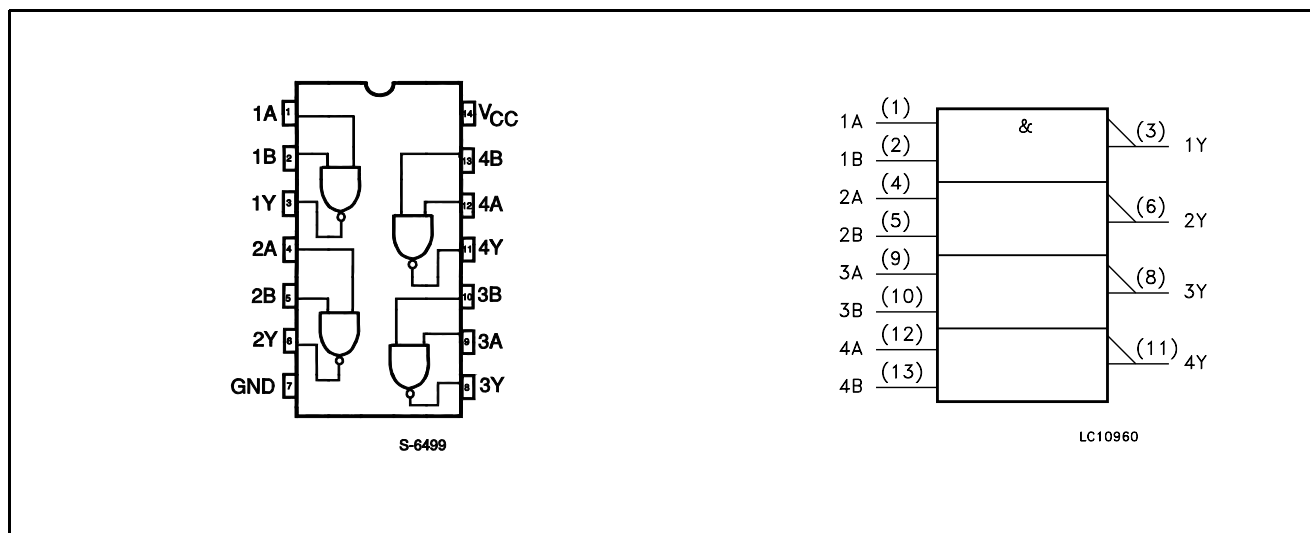 1A 1 14 VCC
1B 2 13 4B
1Y 3 12 4A
2A 4 11 4Y
2B 5 10 3B
2Y 6 9 3A
GND 7 8 3Y
S-6499
&
1A (1)
1B (2)
2A (4)
2B (5)
3A (9)
3B (10)
4A (12)
4B (13)
(3) 1Y
(6) 2Y
(8) 3Y
(11) 4Y
LC10960